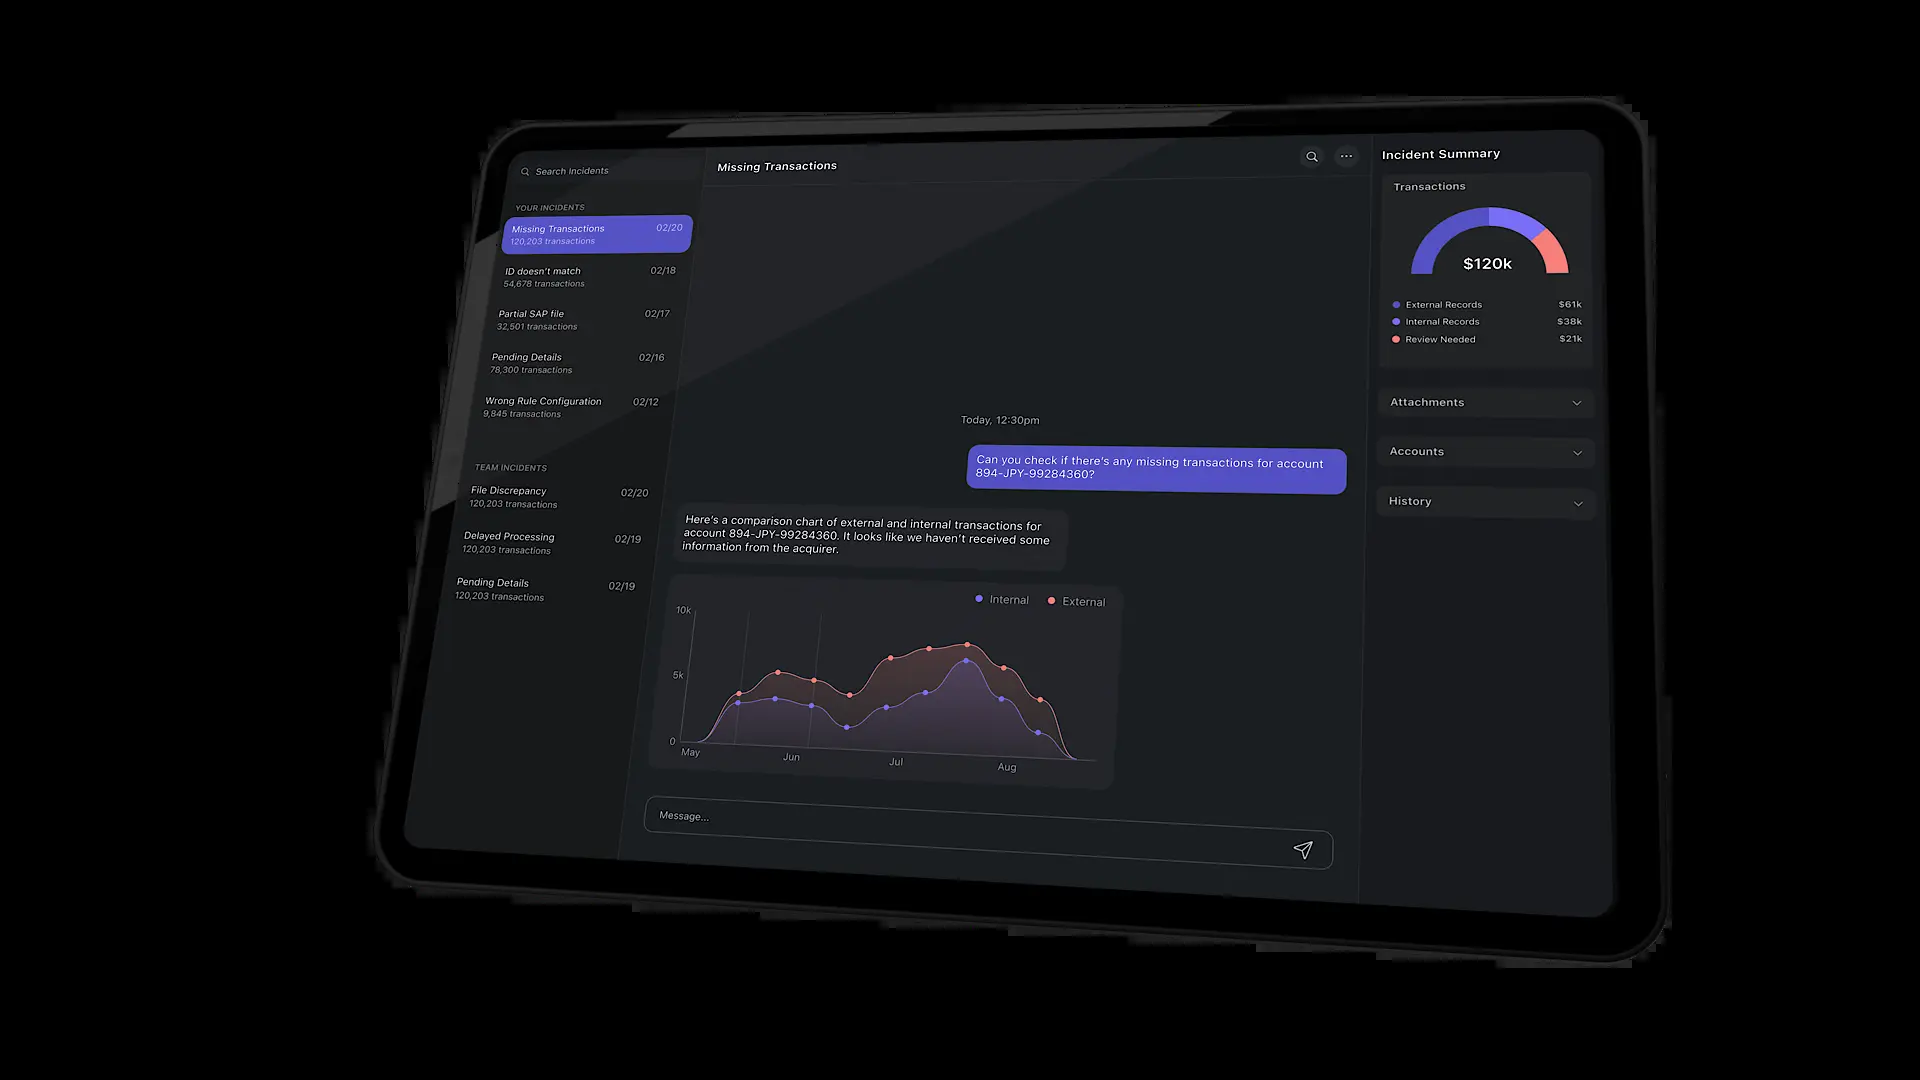 Search Incidents
YOUR INCIDENTS
Missing Transactions 02/20
120,203 transactions
ID doesn't match 02/18
54,678 transactions
Partial SAP file 02/17
32,501 transactions
Pending Details 02/16
78,300 transactions
Wrong Rule Configuration 02/12
9,845 transactions
TEAM INCIDENTS
File Discrepancy 02/20
120,203 transactions
Delayed Processing 02/19
120,203 transactions
Pending Details 02/19
120,203 transactions
Missing Transactions
Today, 12:30pm
Can you check if there's any missing transactions for account
894-JPY-99284360?
Here's a comparison chart of external and internal transactions for
account 894-JPY-99284360. It looks like we haven't received some
information from the acquirer.
Internal External
10k
5k
0
May Jun Jul Aug
Message...
Incident Summary
Transactions
$120k
External Records $61k
Internal Records $38k
Review Needed $21k
Attachments
Accounts
History